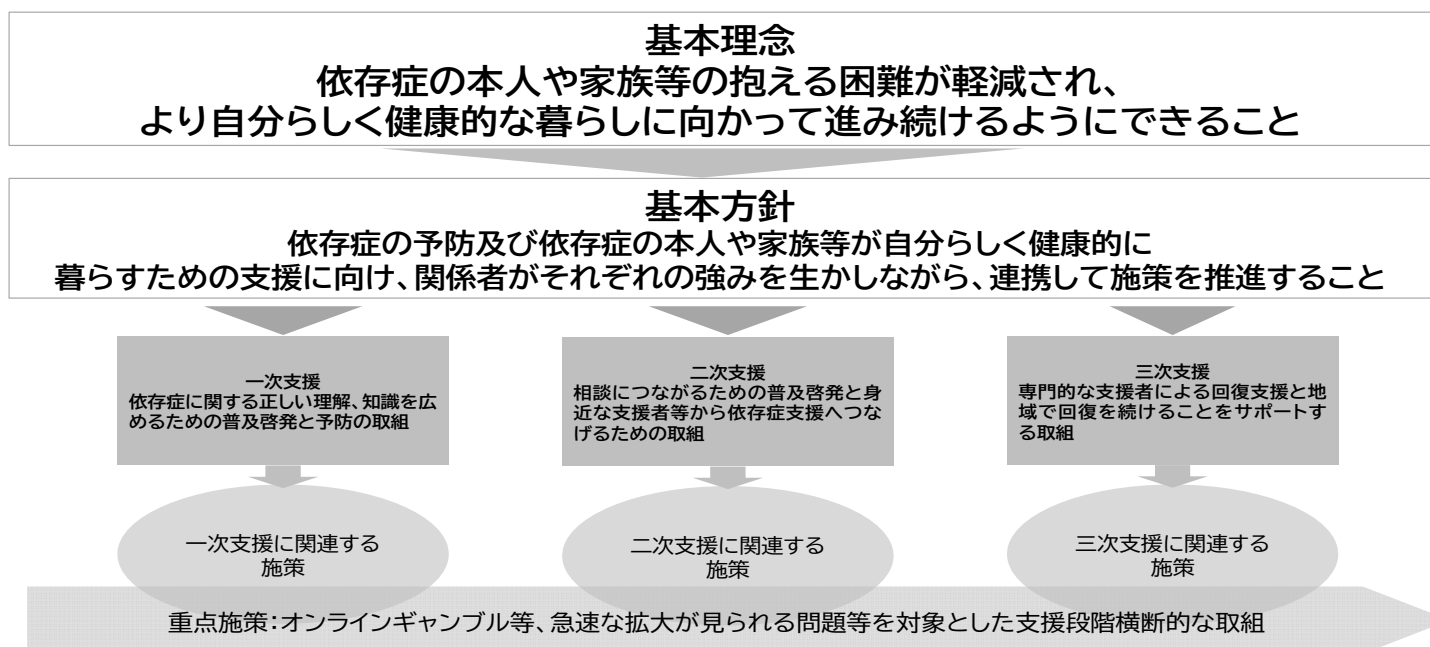 基本理念
依存症の本人や家族等の抱える困難が軽減され、
より自分らしく健康的な暮らしに向かって進み続けるようにできること
基本方針
依存症の予防及び依存症の本人や家族等が自分らしく健康的に
暮らすための支援に向け、関係者がそれぞれの強みを生かしながら、連携して施策を推進すること
一次支援
依存症に関する正しい理解、知識を広
めるための普及啓発と予防の取組
二次支援
相談につながるための普及啓発と身
近な支援者等から依存症支援へつな
げるための取組
三次支援
専門的な支援者による回復支援と地
域で回復を続けることをサポートす
る取組
一次支援に関連する
施策
二次支援に関連する
施策
三次支援に関連する
施策
重点施策：オンラインギャンブル等、急速な拡大が見られる問題等を対象とした支援段階横断的な取組